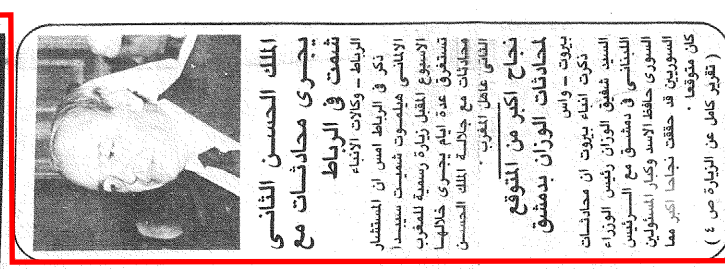 الملك الحسن الثاني
يجرى محادثات مع
شمت في الرباط
الرباط - وكالات الانباء
ذكر في الرباط امس ان المستشار
الالماني هيلموت شميت سيبدأ
الاسبوع المقبل زيارة رسمية للمغرب
تستغرق عدة ايام يجرى خلالها
محادثات مع جلالة الملك الحسن
الثاني عاهل المغرب .
نجاح اكبر من المتوقع
لمحادثات الوزان بدمشق
بيروت - واس
ذكرت انباء بيروت ان محادثات
السيد شفيق الوزان رئيس الوزراء
اللبناني في دمشق مع الرئيس
السورى حافظ الاسد وكبار المسئولين
السوريين قد حققت نجاحا اكبر مما
كان متوقعا .
( تقرير كامل عن الزيارة ص ٤ )